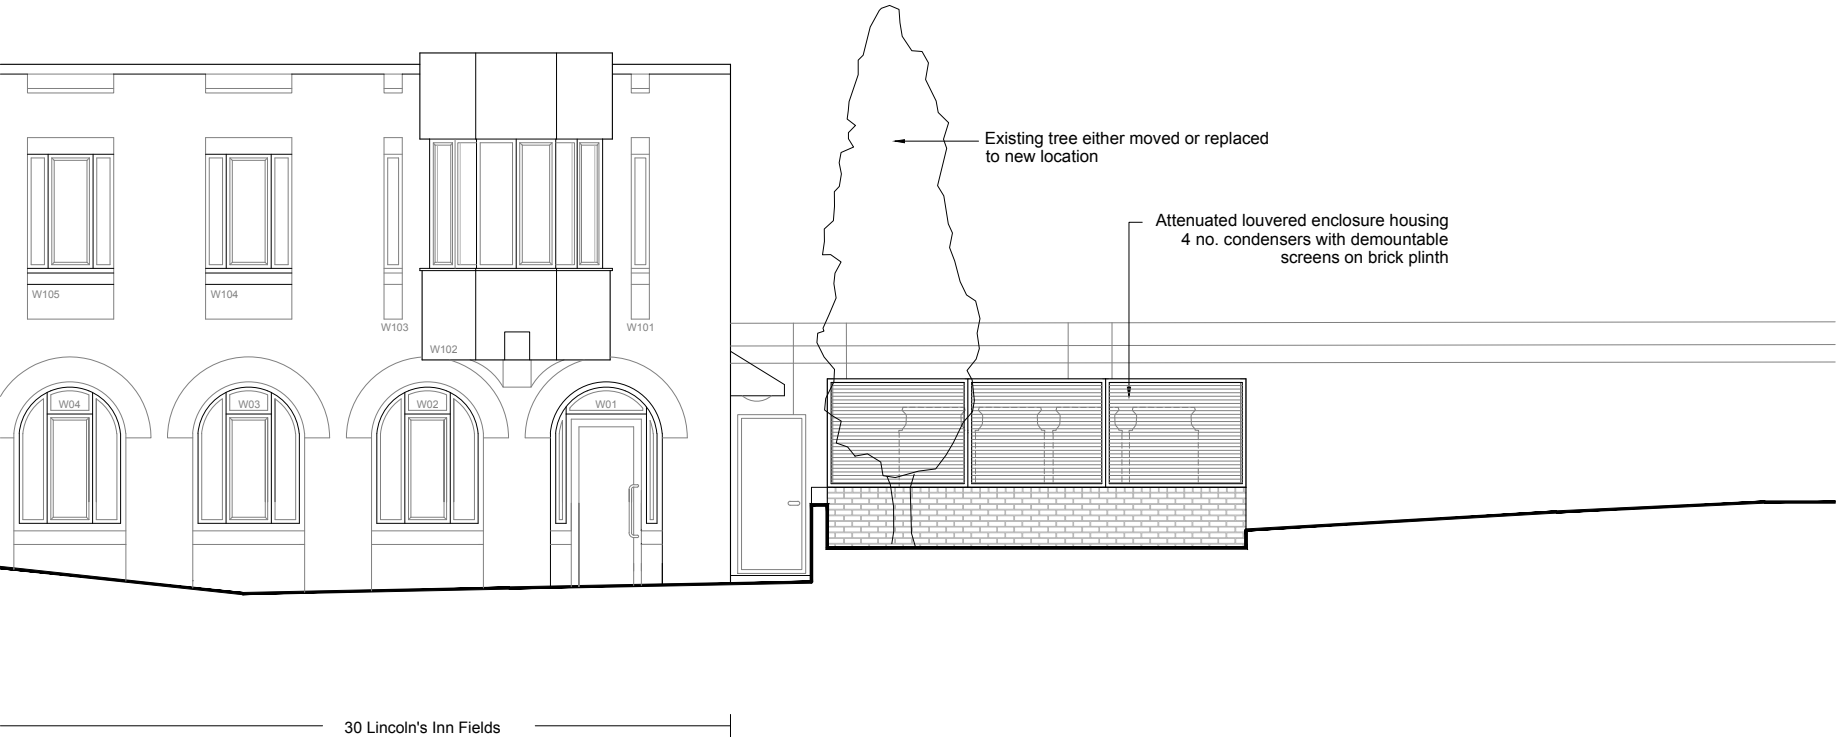 Existing tree either moved or replaced
to new location
Attenuated louvered enclosure housing
4 no. condensers with demountable
screens on brick plinth
W105
W104
W103
W101
W102
W04
W03
W02
W01
30 Lincoln's Inn Fields